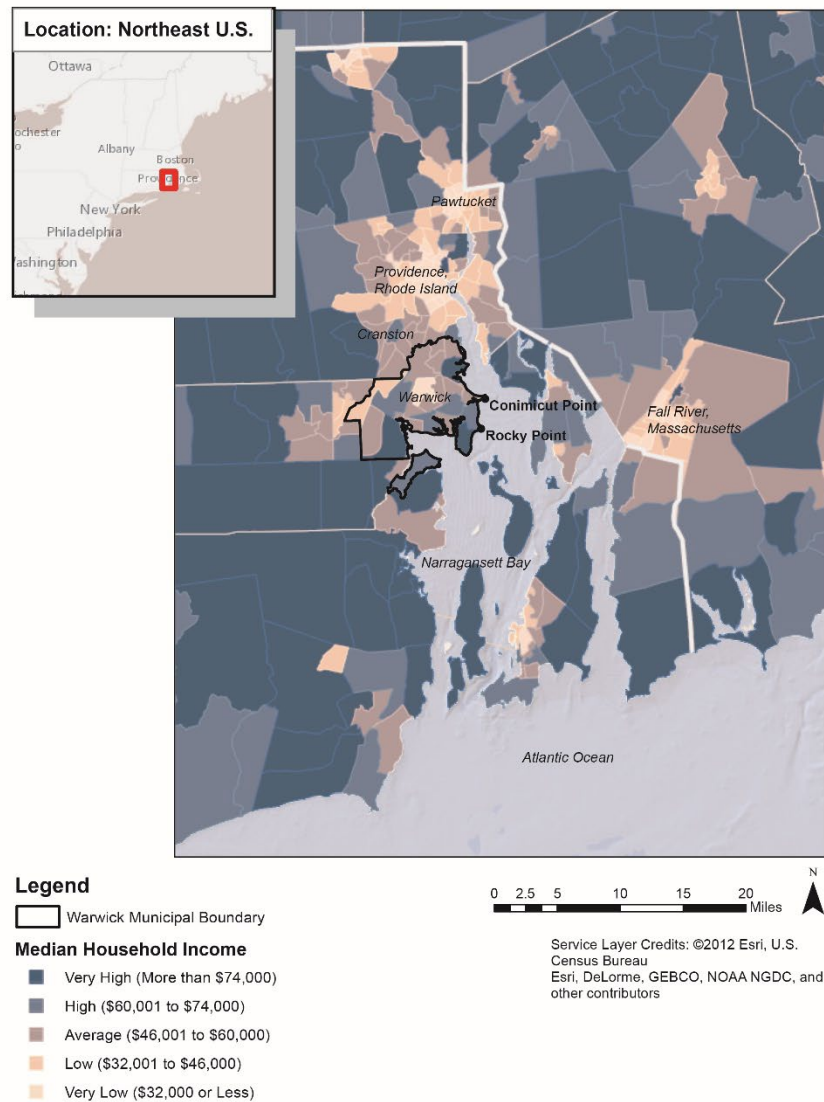 Location: Northeast U.S.
Ottawa
Albany
Boston
Providence
New York
Philadelphia
Pawtucket
Providence,
Rhode Island
Cranston
Warwick
Conimicut Point
Rocky Point
Fall River,
Massachusetts
Narragansett Bay
Atlantic Ocean
Legend
Warwick Municipal Boundary
Median Household Income
Very High (More than $74,000)
High ($60,001 to $74,000)
Average ($46,001 to $60,000)
Low ($32,001 to $46,000)
Very Low ($32,000 or Less)
N
0 2.5 5 10 15 20
Miles
Service Layer Credits: ©2012 Esri, U.S.
Census Bureau
Esri, DeLorme, GEBCO, NOAA NGDC, and
other contributors